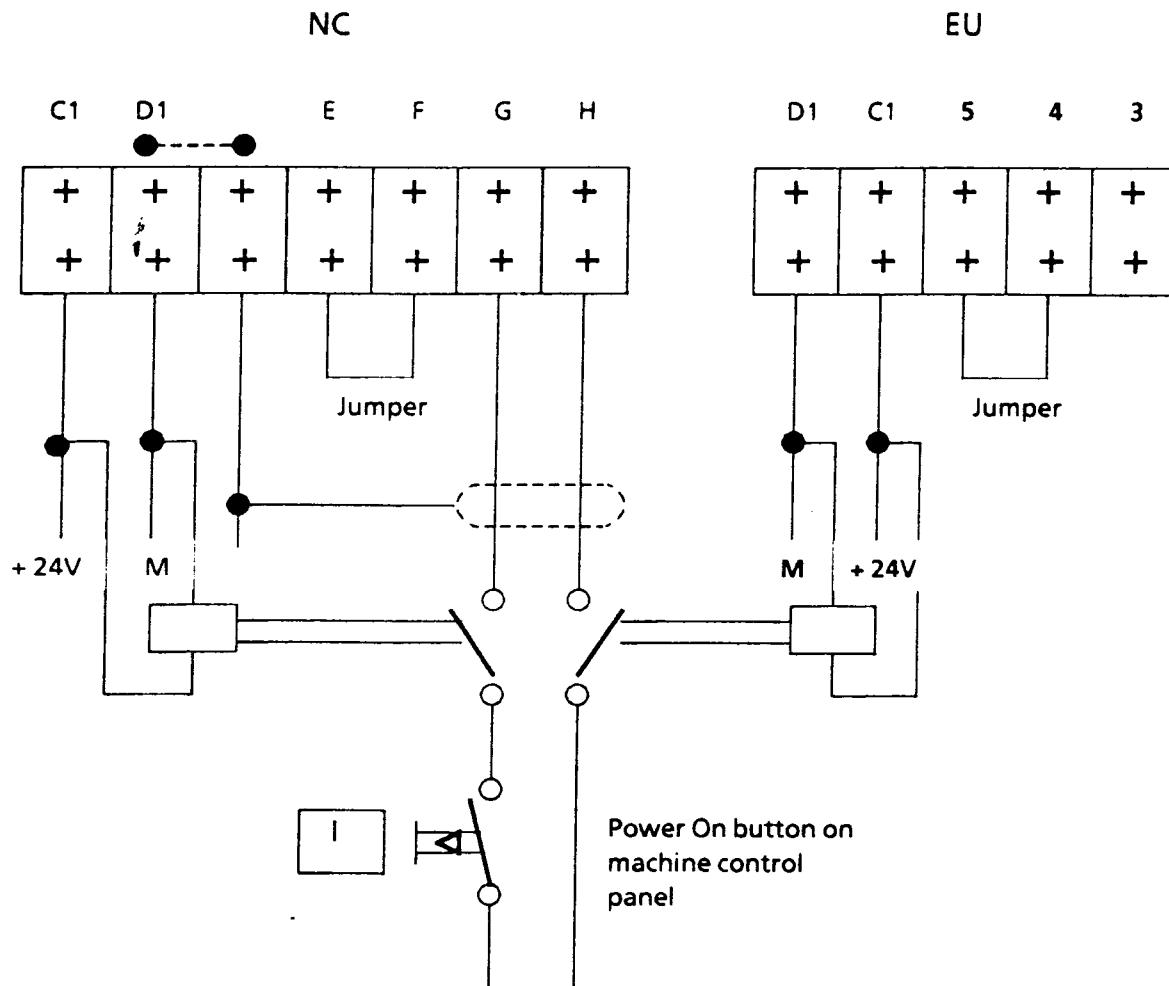 NC
EU
C1 D1 E F G H
D1 C1 5 4 3
Jumper
Jumper
+ 24V M
M + 24V
I
Power On button on
machine control
panel